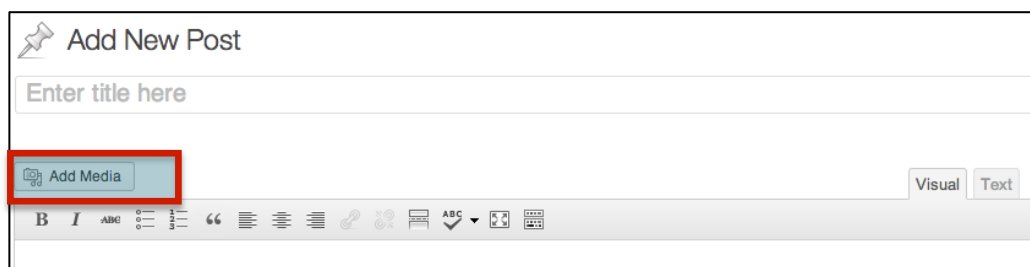 Add New Post
Enter title here
Add Media
Visual Text
B I ABC ABC